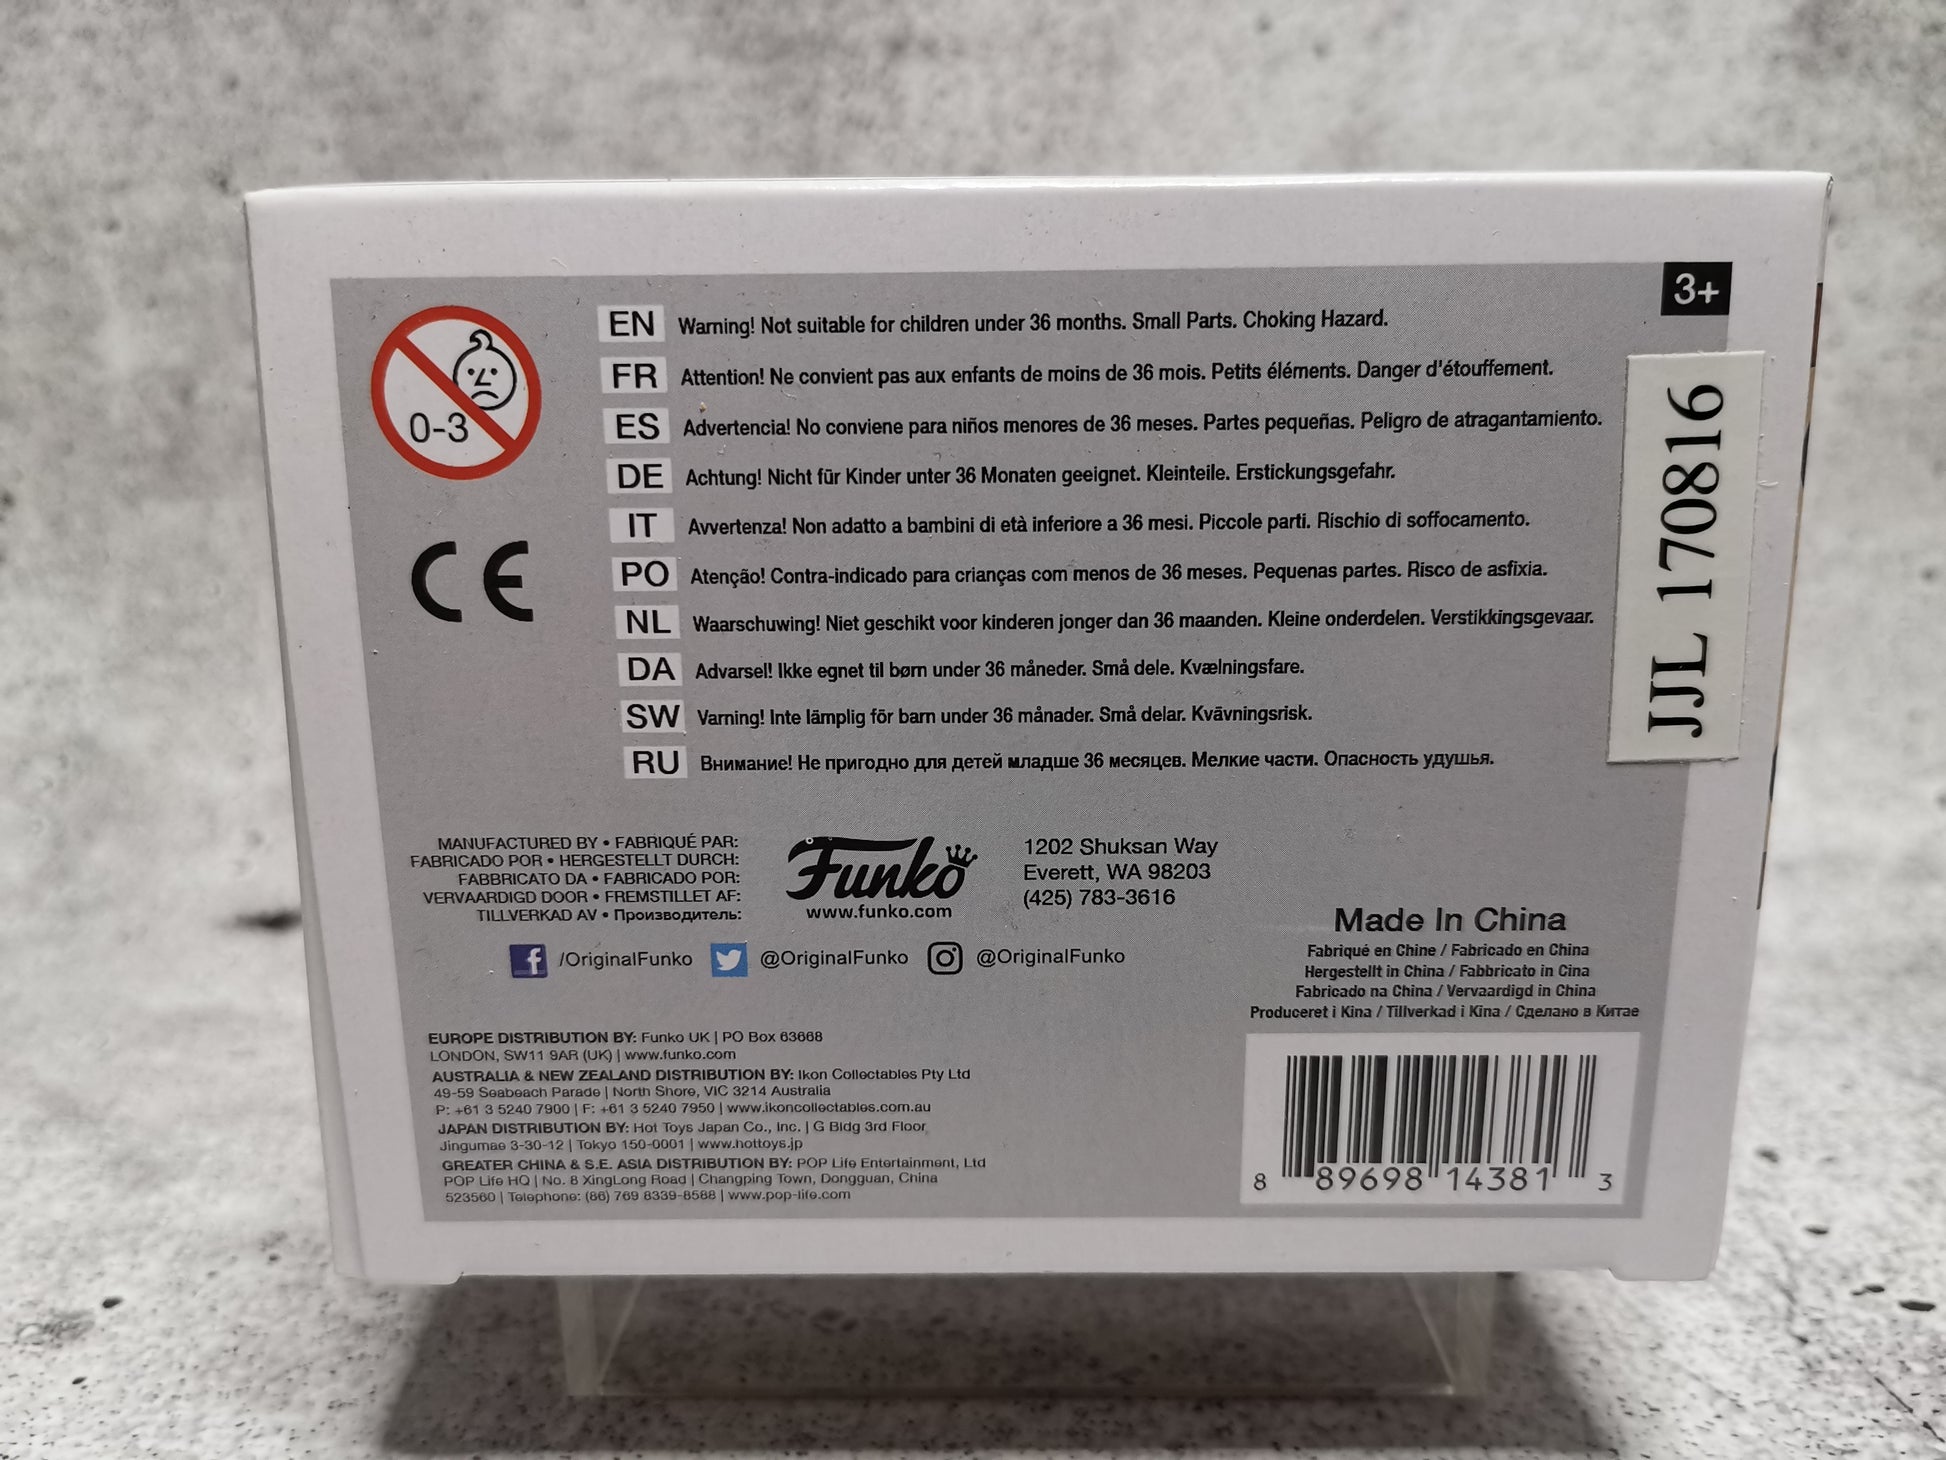 3+
0-3
CE
EN Warning! Not suitable for children under 36 months. Small Parts. Choking Hazard.
FR Attention! Ne convient pas aux enfants de moins de 36 mois. Petits éléments. Danger d'étouffement.
ES Advertencia! No conviene para niños menores de 36 meses. Partes pequeñas. Peligro de atragantamiento.
DE Achtung! Nicht für Kinder unter 36 Monaten geeignet. Kleinteile. Erstickungsgefahr.
IT Avvertenza! Non adatto a bambini di età inferiore a 36 mesi. Piccole parti. Rischio di soffocamento.
PO Atenção! Contra-indicado para crianças com menos de 36 meses. Pequenas partes. Risco de asfixia.
NL Waarschuwing! Niet geschikt voor kinderen jonger dan 36 maanden. Kleine onderdelen. Verstikkingsgevaar.
DA Advarsel! Ikke egnet til børn under 36 måneder. Små dele. Kvælningsfare.
SW Varning! Inte lämplig för barn under 36 månader. Små delar. Kvävningsrisk.
RU Внимание! Не пригодно для детей младше 36 месяцев. Мелкие части. Опасность удушья.
JJL 170816
MANUFACTURED BY • FABRIQUÉ PAR:
FABRICADO POR • HERGESTELLT DURCH:
FABBRICATO DA • FABRICADO POR:
VERVAARDIGD DOOR • FREMSTILLET AF:
TILLVERKAD AV • Производитель:
Funko
www.funko.com
1202 Shuksan Way
Everett, WA 98203
(425) 783-3616
/OriginalFunko @OriginalFunko @OriginalFunko
Made In China
Fabriqué en Chine / Fabricado en China
Hergestellt in China / Fabbricato in Cina
Fabricado na China / Vervaardigd in China
Produceret i Kina / Tillverkad i Kina / Сделано в Китае
EUROPE DISTRIBUTION BY: Funko UK | PO Box 63668
LONDON, SW11 9AR (UK) | www.funko.com
AUSTRALIA & NEW ZEALAND DISTRIBUTION BY: Ikon Collectables Pty Ltd
49-59 Seabeach Parade | North Shore, VIC 3214 Australia
P: +61 3 5240 7900 | F: +61 3 5240 7950 | www.ikoncollectables.com.au
JAPAN DISTRIBUTION BY: Hot Toys Japan Co., Inc. | G Bldg 3rd Floor
Jingumae 3-30-12 | Tokyo 150-0001 | www.hottoys.jp
GREATER CHINA & S.E. ASIA DISTRIBUTION BY: POP Life Entertainment, Ltd
POP Life HQ | No. 8 XingLong Road | Changping Town, Dongguan, China
523560 | Telephone: (86) 769 8339-8588 | www.pop-life.com
8 89698 14381 3